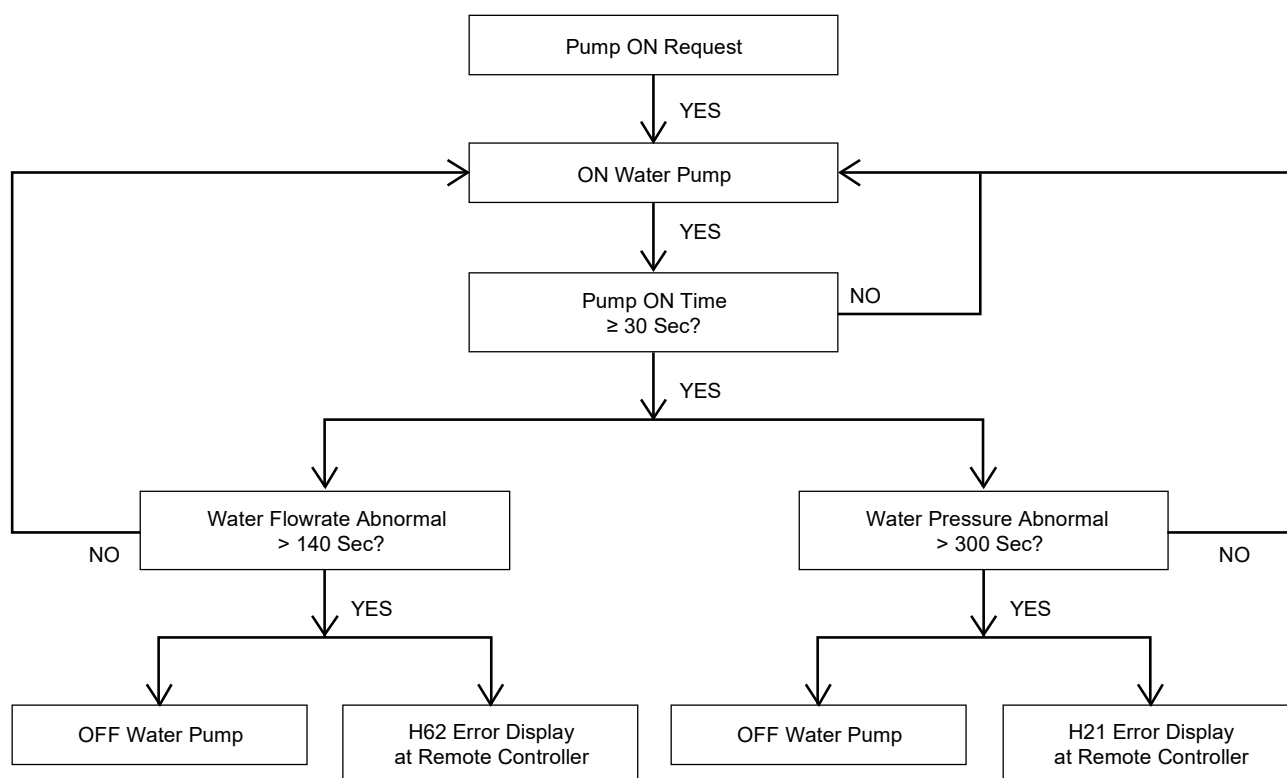 Pump ON Request
YES
ON Water Pump
YES
Pump ON Time
≥ 30 Sec?
NO
YES
Water Flowrate Abnormal
> 140 Sec?
NO
YES
Water Pressure Abnormal
> 300 Sec?
NO
YES
OFF Water Pump
H62 Error Display
at Remote Controller
OFF Water Pump
H21 Error Display
at Remote Controller